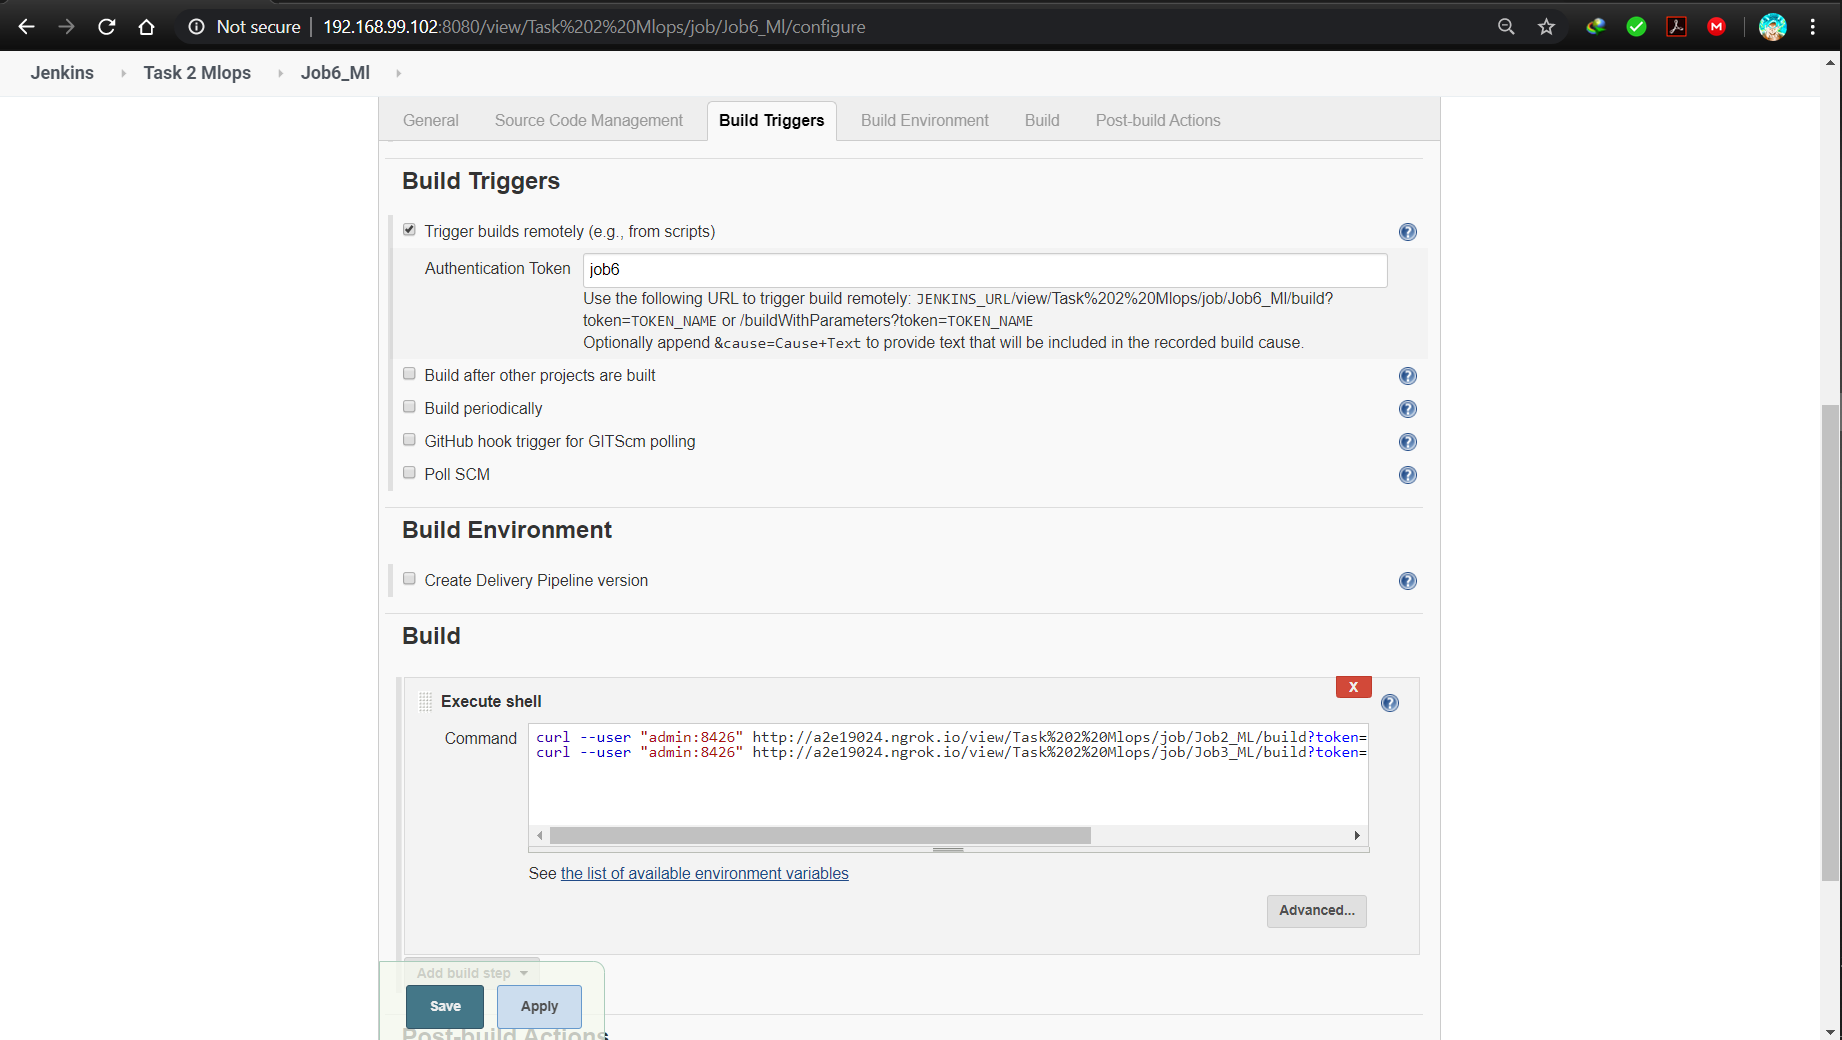 Not secure | 192.168.99.102:8080/view/Task%202%20Mlops/job/Job6_Ml/configure
Jenkins Task 2 Mlops Job6_Ml
General Source Code Management Build Triggers Build Environment Build Post-build Actions
Build Triggers
Trigger builds remotely (e.g., from scripts)
Authentication Token job6
Use the following URL to trigger build remotely: JENKINS_URL/view/Task%202%20Mlops/job/Job6_Ml/build?
token=TOKEN_NAME or /buildWithParameters?token=TOKEN_NAME
Optionally append &cause=Cause+Text to provide text that will be included in the recorded build cause.
Build after other projects are built
Build periodically
GitHub hook trigger for GITScm polling
Poll SCM
Build Environment
Create Delivery Pipeline version
Build
X
Execute shell
Command
curl --user "admin:8426" http://a2e19024.ngrok.io/view/Task%202%20Mlops/job/Job2_ML/build?token=
curl --user "admin:8426" http://a2e19024.ngrok.io/view/Task%202%20Mlops/job/Job3_ML/build?token=
See the list of available environment variables
Advanced...
Add build step
Save Apply
Post-build Actions